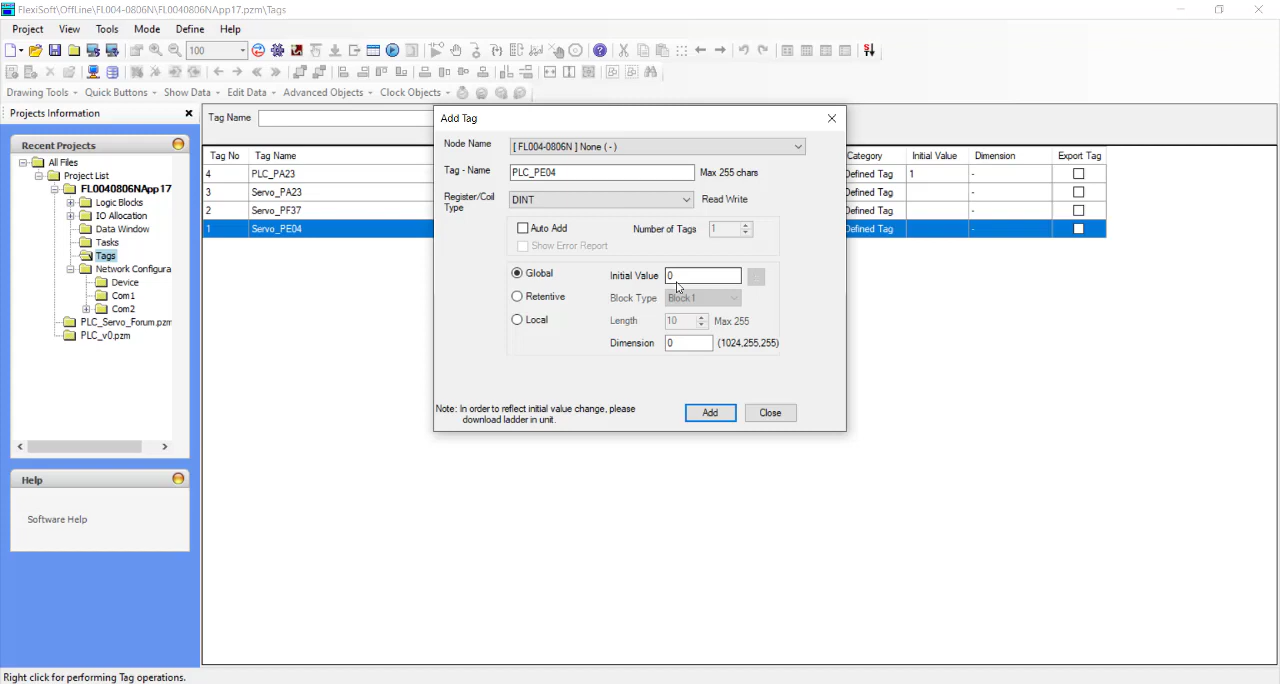 FlexiSoft\OffLine\FL004-0806N\FL0040806NApp17.pzm\Tags
Project View Tools Mode Define Help
100
Drawing Tools Quick Buttons Show Data Edit Data Advanced Objects Clock Objects
Projects Information
Recent Projects
All Files
Project List
FL0040806NApp17
Logic Blocks
IO Allocation
Data Window
Tasks
Tags
Network Configura
Device
Com1
Com2
PLC_Servo_Forum.pzm
PLC_v0.pzm
Help
Software Help
Tag Name
Tag No Tag Name Category Initial Value Dimension Export Tag
4 PLC_PA23 Defined Tag 1 -
3 Servo_PA23 Defined Tag -
2 Servo_PF37 Defined Tag -
1 Servo_PE04 Defined Tag -
Add Tag
Node Name [ FL004-0806N ] None ( - )
Tag - Name PLC_PE04 Max 255 chars
Register/Coil Type DINT Read Write
Auto Add Number of Tags 1
Show Error Report
Global Initial Value 0
Retentive Block Type Block1
Local Length 10 Max 255
Dimension 0 (1024,255,255)
Note: In order to reflect initial value change, please
download ladder in unit.
Add Close
Right click for performing Tag operations.